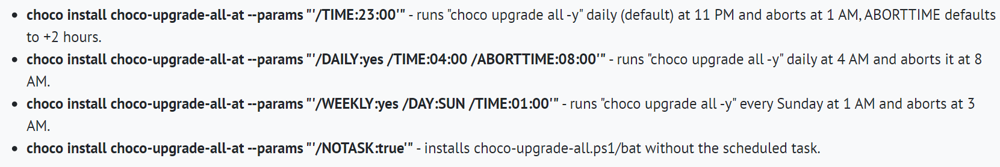 • choco install choco-upgrade-all-at --params "'/TIME:23:00'" - runs "choco upgrade all -y" daily (default) at 11 PM and aborts at 1 AM, ABORTTIME defaults
to +2 hours.
• choco install choco-upgrade-all-at --params "'/DAILY:yes /TIME:04:00 /ABORTTIME:08:00'" - runs "choco upgrade all -y" daily at 4 AM and aborts it at 8
AM.
• choco install choco-upgrade-all-at --params "'/WEEKLY:yes /DAY:SUN /TIME:01:00'" - runs "choco upgrade all -y" every Sunday at 1 AM and aborts at 3
AM.
• choco install choco-upgrade-all-at --params "'/NOTASK:true'" - installs choco-upgrade-all.ps1/bat without the scheduled task.